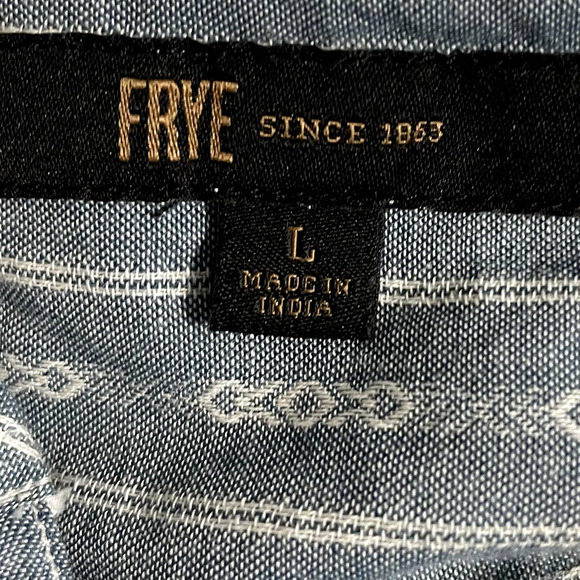 FRYE SINCE 1863
L
MADE IN
INDIA